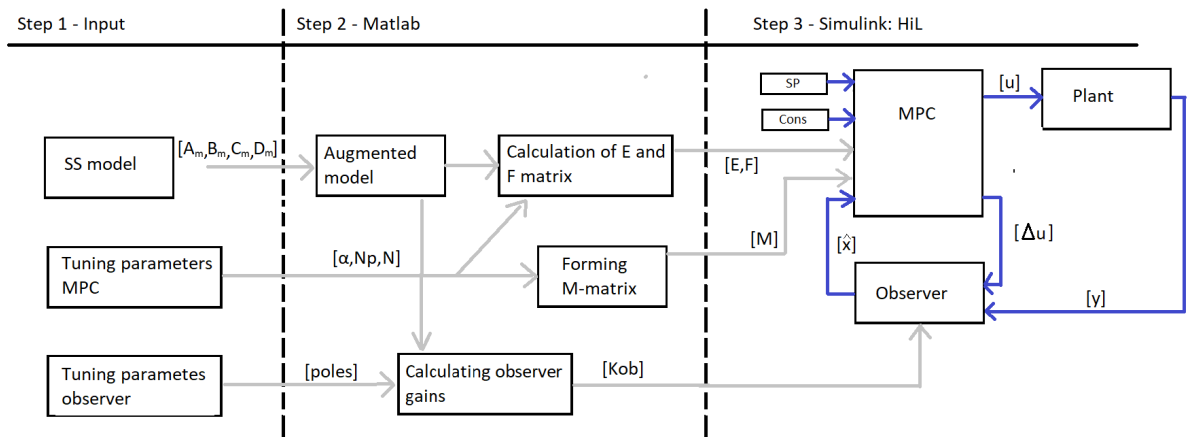 Step 1 - Input
Step 2 - Matlab
Step 3 - Simulink: HiL
SP
Cons
MPC
[u]
Plant
SS model
[Aₘ,Bₘ,Cₘ,Dₘ]
Augmented
model
Calculation of E and
F matrix
[E,F]
[M]
[x̂]
[Δu]
Tuning parameters
MPC
[α,Np,N]
Forming
M-matrix
Observer
[y]
Tuning parametes
observer
[poles]
Calculating observer
gains
[Kob]